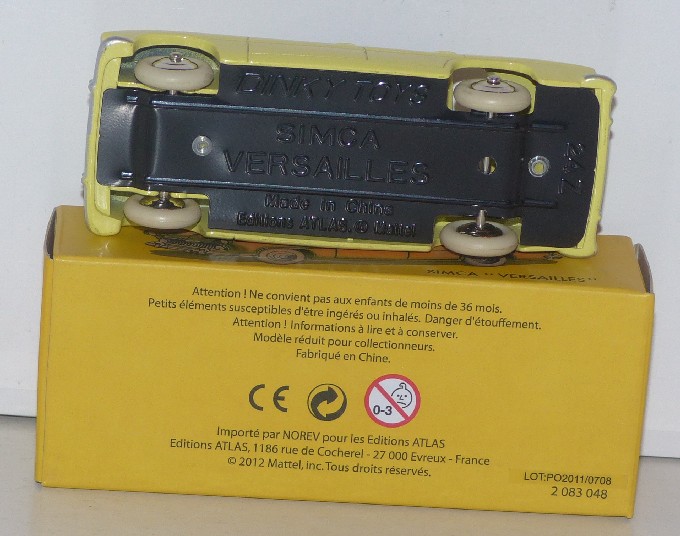 DINKY TOYS
SIMCA
VERSAILLES
24.Z
Made in China
Editions ATLAS. © Mattel
SIMCA "VERSAILLES"
Attention ! Ne convient pas aux enfants de moins de 36 mois.
Petits éléments susceptibles d'être ingérés ou inhalés. Danger d'étouffement.
Attention ! Informations à lire et à conserver.
Modèle réduit pour collectionneurs.
Fabriqué en Chine.
CE
0-3
Importé par NOREV pour les Editions ATLAS
Editions ATLAS, 1186 rue de Cocherel - 27 000 Evreux - France
© 2012 Mattel, Inc. Tous droits réservés.
LOT:PO2011/0708
2 083 048